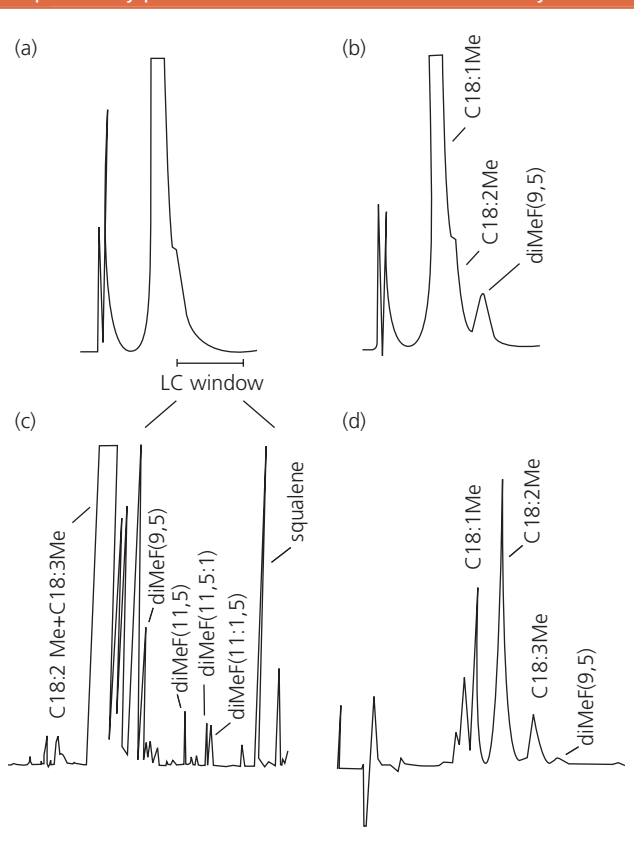 (a)
(b)
C18:1Me
C18:2Me
diMeF(9,5)
LC window
(c)
(d)
C18:2 Me+C18:3Me
diMeF(9,5)
diMeF(11,5)
diMeF(11,5:1)
diMeF(11:1,5)
squalene
C18:1Me
C18:2Me
C18:3Me
diMeF(9,5)